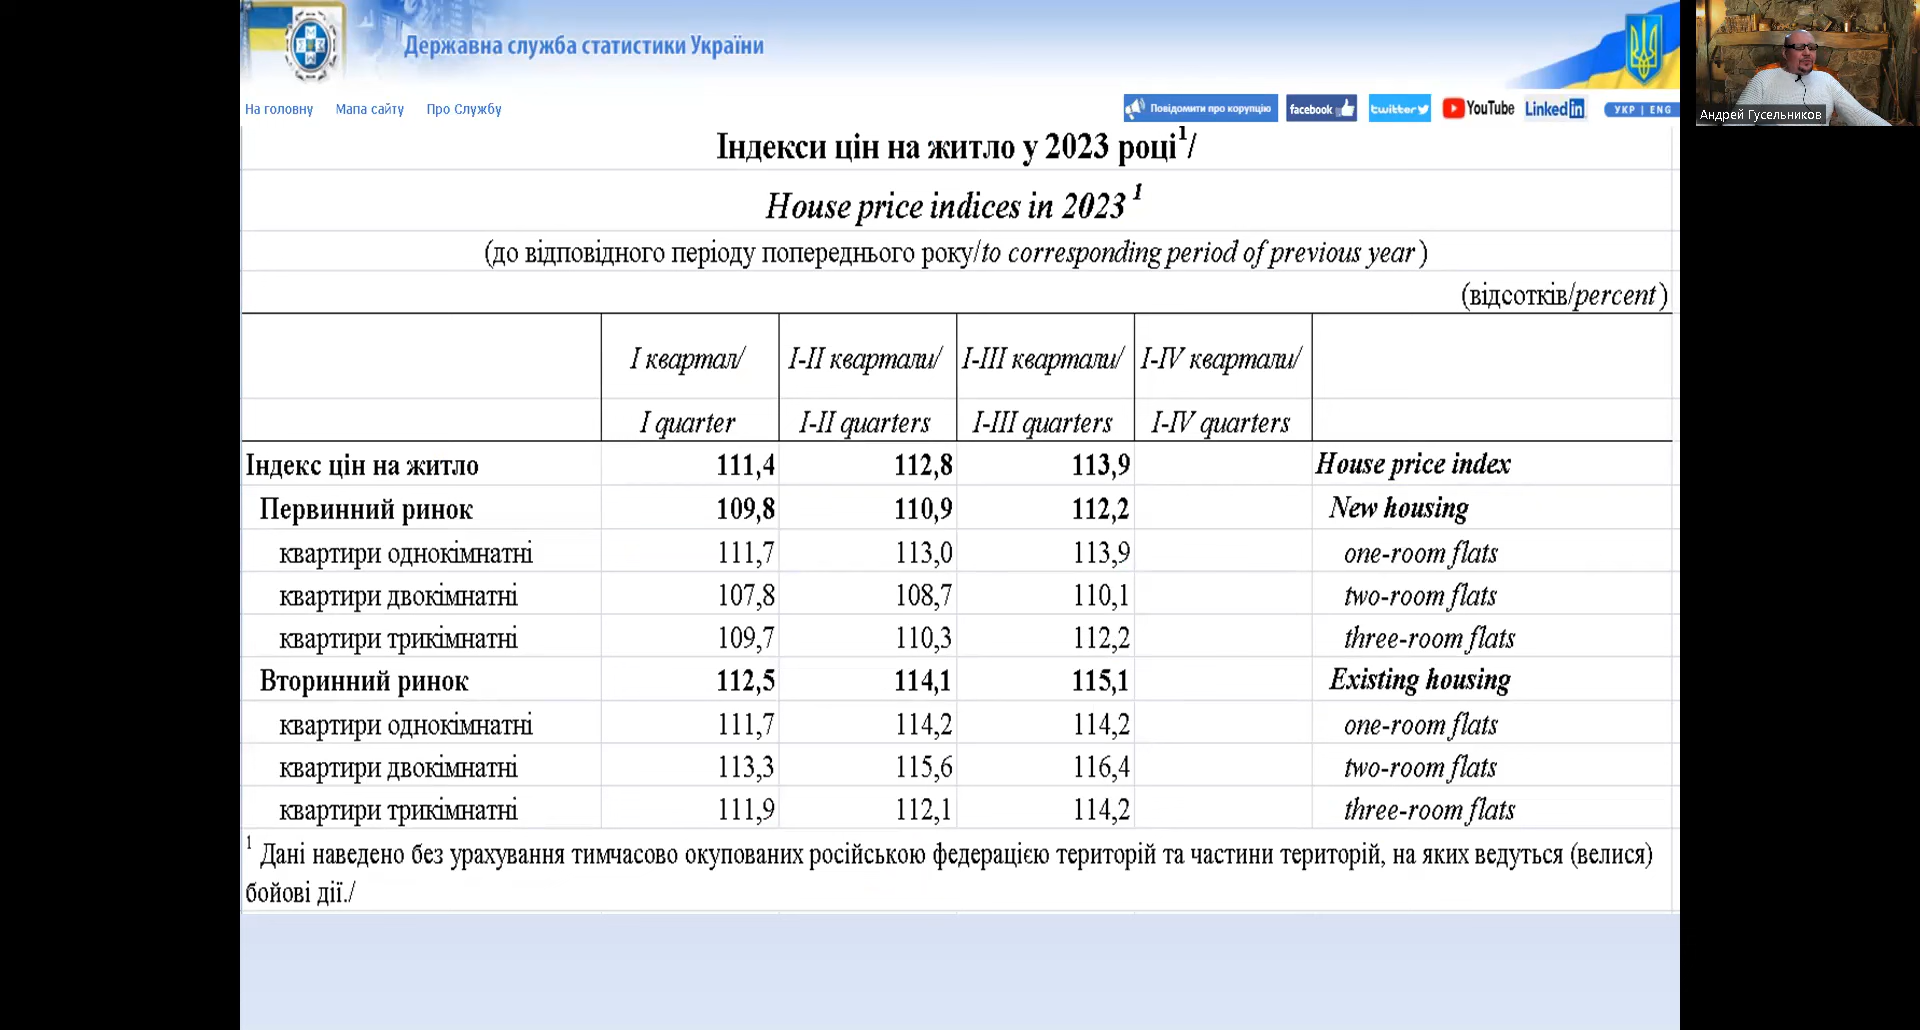 Державна служба статистики України
На головну Мапа сайту Про Службу
Повідомити про корупцію facebook twitter YouTube Linked in УКР | ENG
Андрей Гусельников
Індекси цін на житло у 2023 році1/
House price indices in 2023 1
(до відповідного періоду попереднього року/to corresponding period of previous year)
(відсотків/percent)
I квартал/ I-II квартали/ I-III квартали/ I-IV квартали/
I quarter I-II quarters I-III quarters I-IV quarters
Індекс цін на житло 111,4 112,8 113,9 House price index
Первинний ринок 109,8 110,9 112,2 New housing
квартири однокімнатні 111,7 113,0 113,9 one-room flats
квартири двокімнатні 107,8 108,7 110,1 two-room flats
квартири трикімнатні 109,7 110,3 112,2 three-room flats
Вторинний ринок 112,5 114,1 115,1 Existing housing
квартири однокімнатні 111,7 114,2 114,2 one-room flats
квартири двокімнатні 113,3 115,6 116,4 two-room flats
квартири трикімнатні 111,9 112,1 114,2 three-room flats
1 Дані наведено без урахування тимчасово окупованих російською федерацією територій та частини територій, на яких ведуться (велися)
бойові дії./